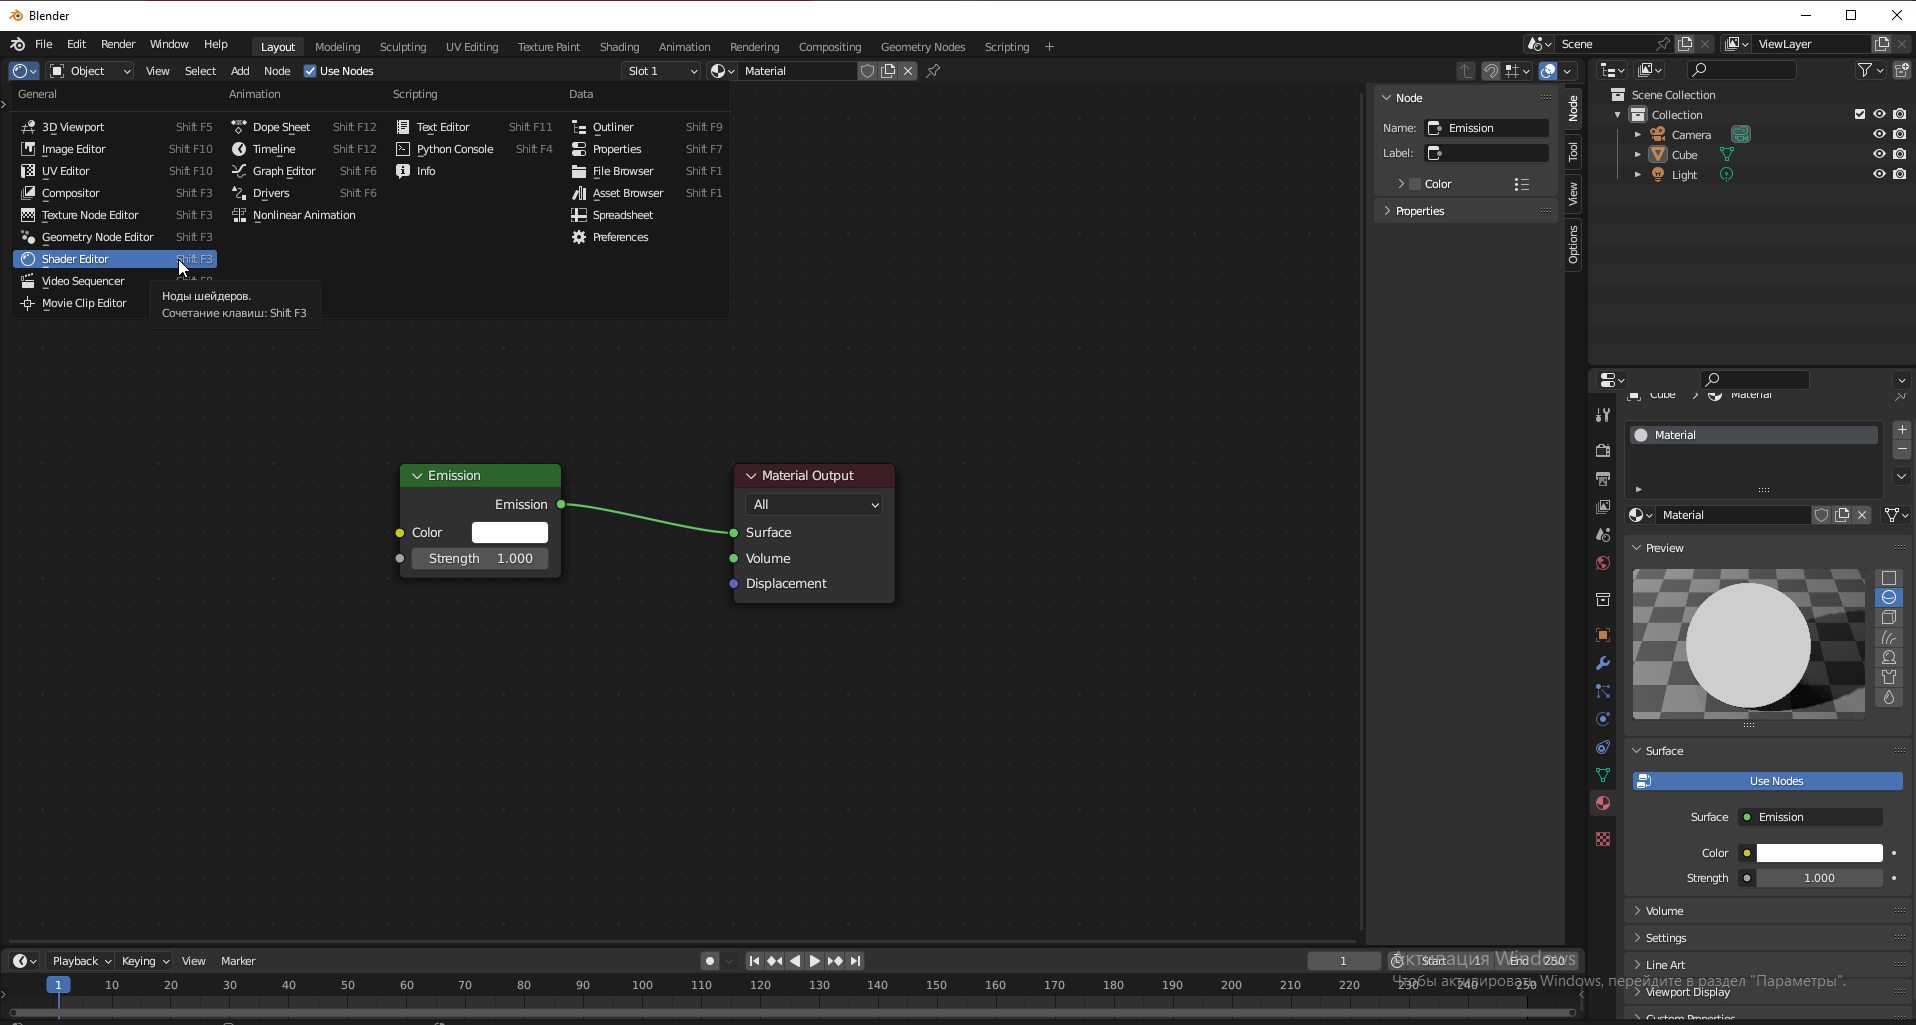 Blender
File Edit Render Window Help Layout Modeling Sculpting UV Editing Texture Paint Shading Animation Rendering Compositing Geometry Nodes Scripting + Scene ViewLayer
Object View Select Add Node Use Nodes Slot 1 Material
General Animation Scripting Data
3D Viewport Shift F5 Dope Sheet Shift F12 Text Editor Shift F11 Outliner Shift F9
Image Editor Shift F10 Timeline Shift F12 Python Console Shift F4 Properties Shift F7
UV Editor Shift F10 Graph Editor Shift F6 Info File Browser Shift F1
Compositor Shift F3 Drivers Shift F6 Asset Browser Shift F1
Texture Node Editor Shift F3 Nonlinear Animation Spreadsheet
Geometry Node Editor Shift F3 Preferences
Shader Editor Shift F3
Video Sequencer Shift F8
Movie Clip Editor
Ноды шейдеров.
Сочетание клавиш: Shift F3
Emission
Emission
Color
Strength 1.000
Material Output
All
Surface
Volume
Displacement
Node
Name: Emission
Label:
Color
Properties
Node
Tool
View
Options
Scene Collection
Collection
Camera
Cube
Light
Cube Material
Material
Material
Preview
Surface
Use Nodes
Surface Emission
Color
Strength 1.000
Volume
Settings
Line Art
Viewport Display
Custom Properties
Playback Keying View Marker 1 Start 1 End 250
1 10 20 30 40 50 60 70 80 90 100 110 120 130 140 150 160 170 180 190 200 210 220 230 240 250
Активация Windows
Чтобы активировать Windows, перейдите в раздел "Параметры".